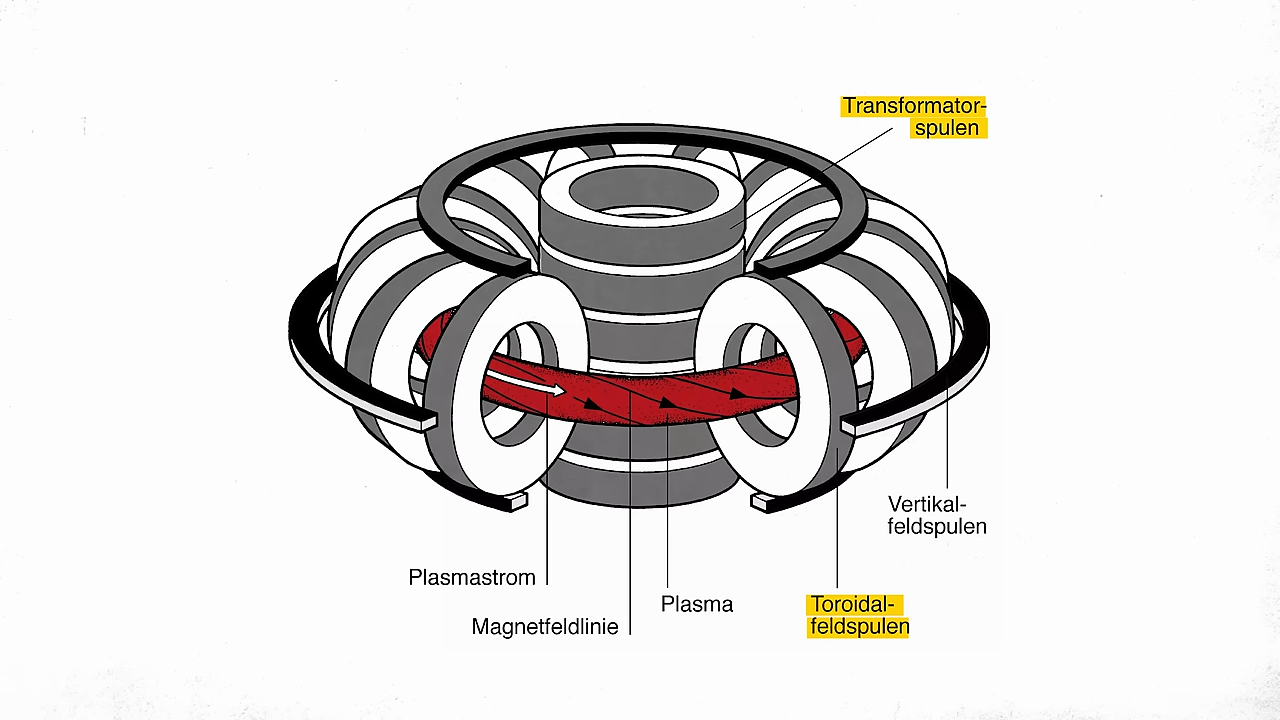 Transformator-
spulen
Vertikal-
feldspulen
Plasmastrom
Plasma
Toroidal-
feldspulen
Magnetfeldlinie